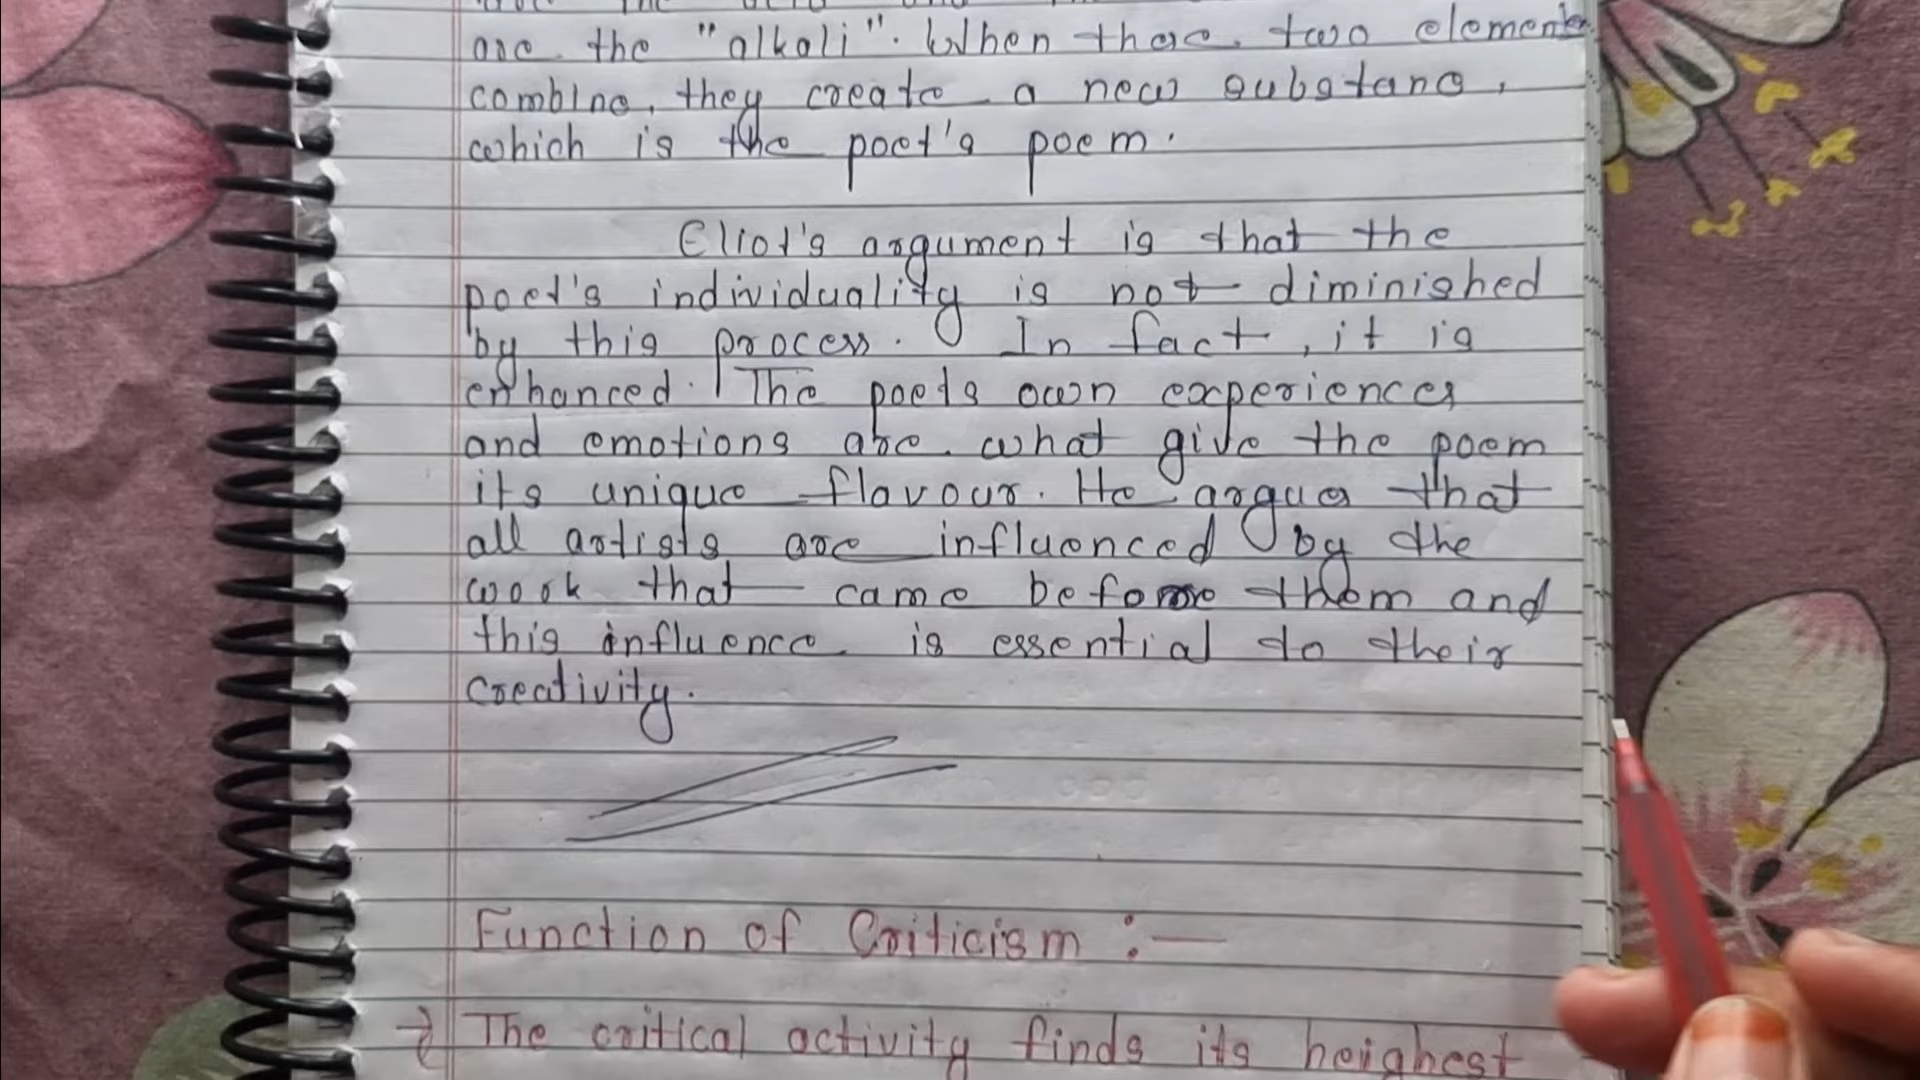 are the "alkali". When these two element
combine, they create a new substanc,
which is the poet's poem.
Eliot's argument is that the
poet's individuality is not diminished
by this process. In fact, it is
enhanced. The poets own experiences
and emotions are what give the poem
its unique flavour. He argues that
all artists are influenced by the
work that came before them and
this influence is essential to their
creativity.
Function of Criticism :—
→ The critical activity finds its heighest